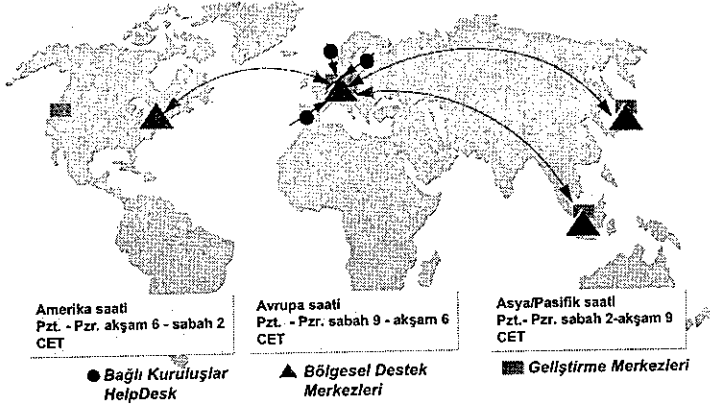 Amerika saati
Pzt. - Pzr. akşam 6 - sabah 2
CET
Avrupa saati
Pzt. - Pzr. sabah 9 - akşam 6
CET
Asya/Pasifik saati
Pzt.- Pzr. sabah 2-akşam 9
CET
Bağlı Kuruluşlar
HelpDesk
Bölgesel Destek
Merkezleri
Geliştirme Merkezleri